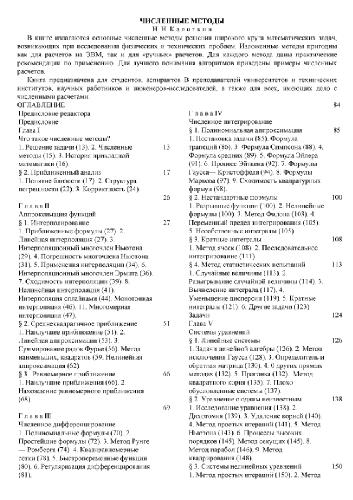 ЧИСЛЕННЫЕ МЕТОДЫ
Н Н Калиткин
В книге излагаются основные численные методы решения широкого круга математических задач,
возникающих при исследовании физических и технических проблем. Изложенные методы пригодны
как для расчетов на ЭВМ, так и для «ручных» расчетов. Для каждого метода даны практические
рекомендации по применению. Для лучшего понимания алгоритмов приведены примеры численных
расчетов.
Книга предназначена для студентов, аспирантов В преподавателей университетов и технических
институтов, научных работников и инженеров-исследователей, а также для всех, имеющих дело с
численными расчетами.
ОГЛАВЛЕНИЕ
Предисловие редактора
Предисловие
Глава I
Что такое численные методы?
1. Решение задачи (13). 2. Численные 13
методы (15). 3. История прикладной
математики (16).
§ 2. Приближенный анализ 17
1. Понятие близости (17). 2. Структура
погрешности (22). 3. Корректность (24)
26
Глава II
Аппроксимация функций
§ 1. Интерполирование 27
1. Приближенные формулы (27). 2.
Линейная интерполяция (27). 3.
Интерполяционный многочлен Ньютона
(29). 4. Погрешность многочлена Ньютона
(31). 5. Применения интерполяции (34). 6.
Интерполяционный многочлен Эрмита (36).
7. Сходимость интерполяции (39). 8.
Нелинейная интерполяция (41).
Интерполяция сплайнами (44). Монотонная
интерполяция (46). 11. Многомерная
интерполяция (47).
§ 2. Среднеквадратичное приближение 51
1. Наилучшее приближение (51). 2.
Линейная аппроксимация (53). 3.
Суммирование рядов Фурье (56). Метод
наименьших, квадратов (59. Нелинейная
аппроксимация (62)
§ 3. Равномерное приближение 66
1. Наилучшие приближения (66). 2
Нахождение равномерного приближения
(68)
69
Глава III
Численное дифференцирование
1. Полиномиальные формулы (70). 2
Простейшие формулы (72). 3. Метод Рунге
— Ромберга (74). 4. Квазиравномерные
сетки (78). 5. Быстропеременные функции
(80). 6. Регуляризация дифференцирования
(81).
84
Глава IV
Численное интегрирование
§ 1. Полиномиальная аппроксимация 85
1. Постановка задачи (85). Формула
трапеций (86). 3. Формула Симпсона (88). 4.
Формула средних (89). 5. Формула Эйлера
(91). 6. Процесс Эйткена (92). 7. Формулы
Гаусса— Кристоффеля (94). 8. Формулы
Маркова (97). 9. Сходимость квадратурных
формул (98).
§ 2. Нестандартные формулы 100
1. Разрывные функции (100). 2. Нелинейные
формулы (100). 3. Метод Филона (103). 4.
Переменный предел интегрирования (105).
5. Несобственные интегралы (105)
§ 3. Кратные интегралы 108
1. Метод ячеек (108). 2. Последовательное
интегрирование (111)
§ 4. Метод статистических испытаний 113
1. Случайные величины (113). 2.
Разыгрывание случайной величины (114). 3.
Вычисление интеграла (117). 4.
Уменьшение дисперсии (119). 5. Кратные
интегралы (121). 6. Другие задачи (123)
Задачи 124
Глава V
Системы уравнений
§ 1. Линейные системы 126
1. Задачи линейной алгебры (126). 2. Метод
исключения Гаусса (128). 3. Определитель и
обратная матрица (130). 4. О других прямых
методах (132). 5. Прогонка (132). Метод
квадратного корня (135). 7. Плохо
обусловленные системы (137)
§ 2. Уравнение с одним неизвестным 138
1. Исследование уравнения (138). 2.
Дихотомия (139). 3. Удаление корней (140).
4. Метод простых итераций (141). 5. Метод
Ньютона (143). 6. Процессы высоких
порядков (145). Метод секущих (145). 8.
Метод парабол (146). 9. Метод
квадрирования (148).
§ 3. Системы нелинейных уравнений 150
1. Метод простых итераций (150). 2. Метод